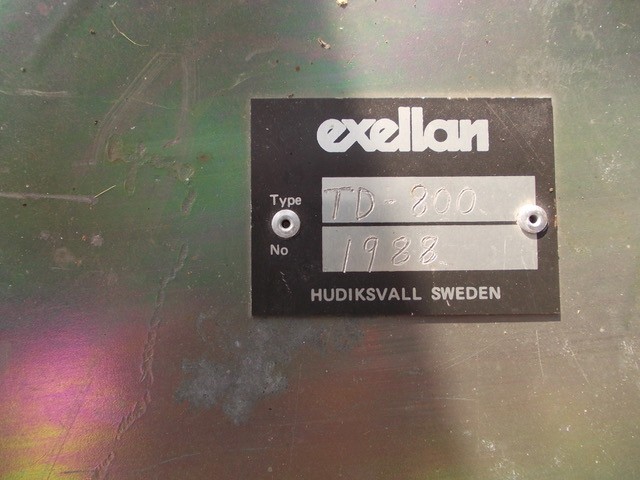 exellan
Type TD-800
No 1988
HUDIKSVALL SWEDEN